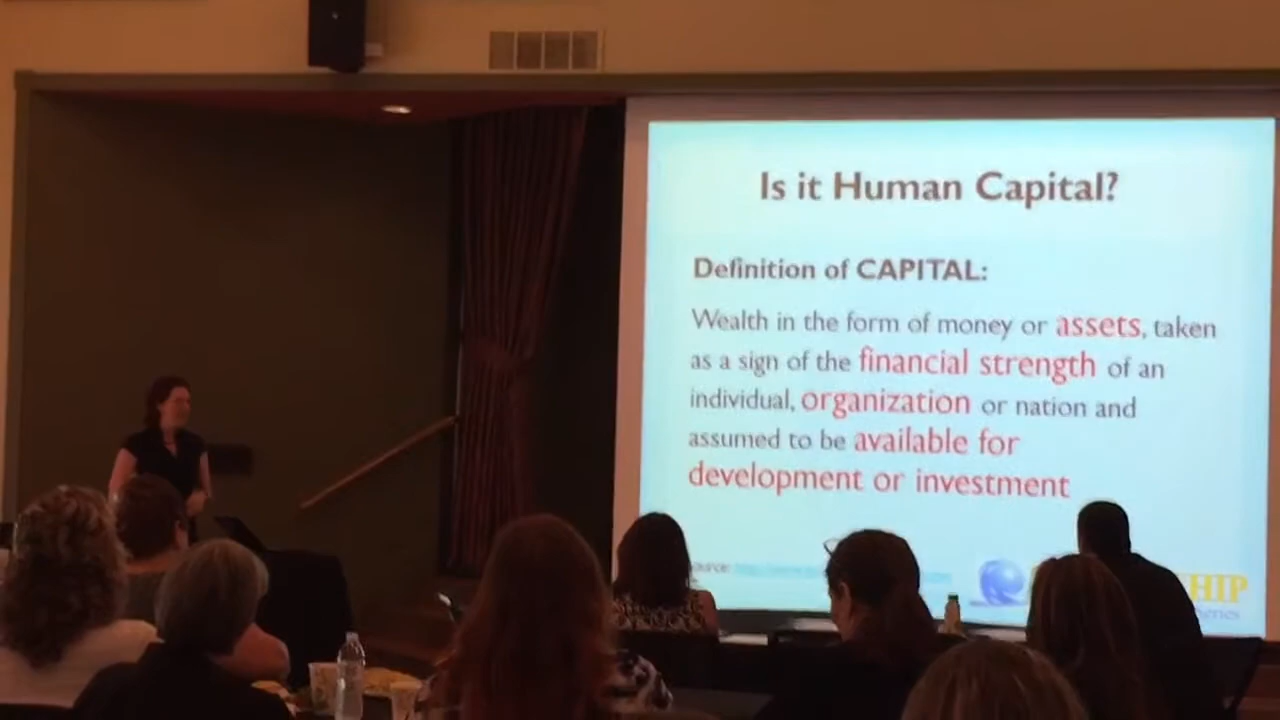 Is it Human Capital?
Definition of CAPITAL:
Wealth in the form of money or assets, taken
as a sign of the financial strength of an
individual, organization or nation and
assumed to be available for
development or investment
HIP